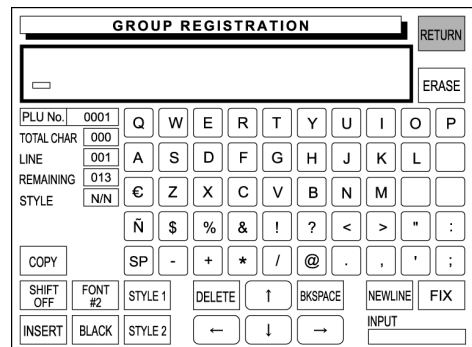 GROUP REGISTRATION
RETURN
ERASE
PLU No. 0001
TOTAL CHAR 000
LINE 001
REMAINING 013
STYLE N/N
Q W E R T Y U I O P
A S D F G H J K L
€ Z X C V B N M
Ñ $ % & ! ? < > " :
COPY SP - + * / @ . , ' ;
SHIFT OFF FONT #2 STYLE 1 DELETE ↑ BKSPACE NEWLINE FIX
INSERT BLACK STYLE 2 ← ↓ → INPUT